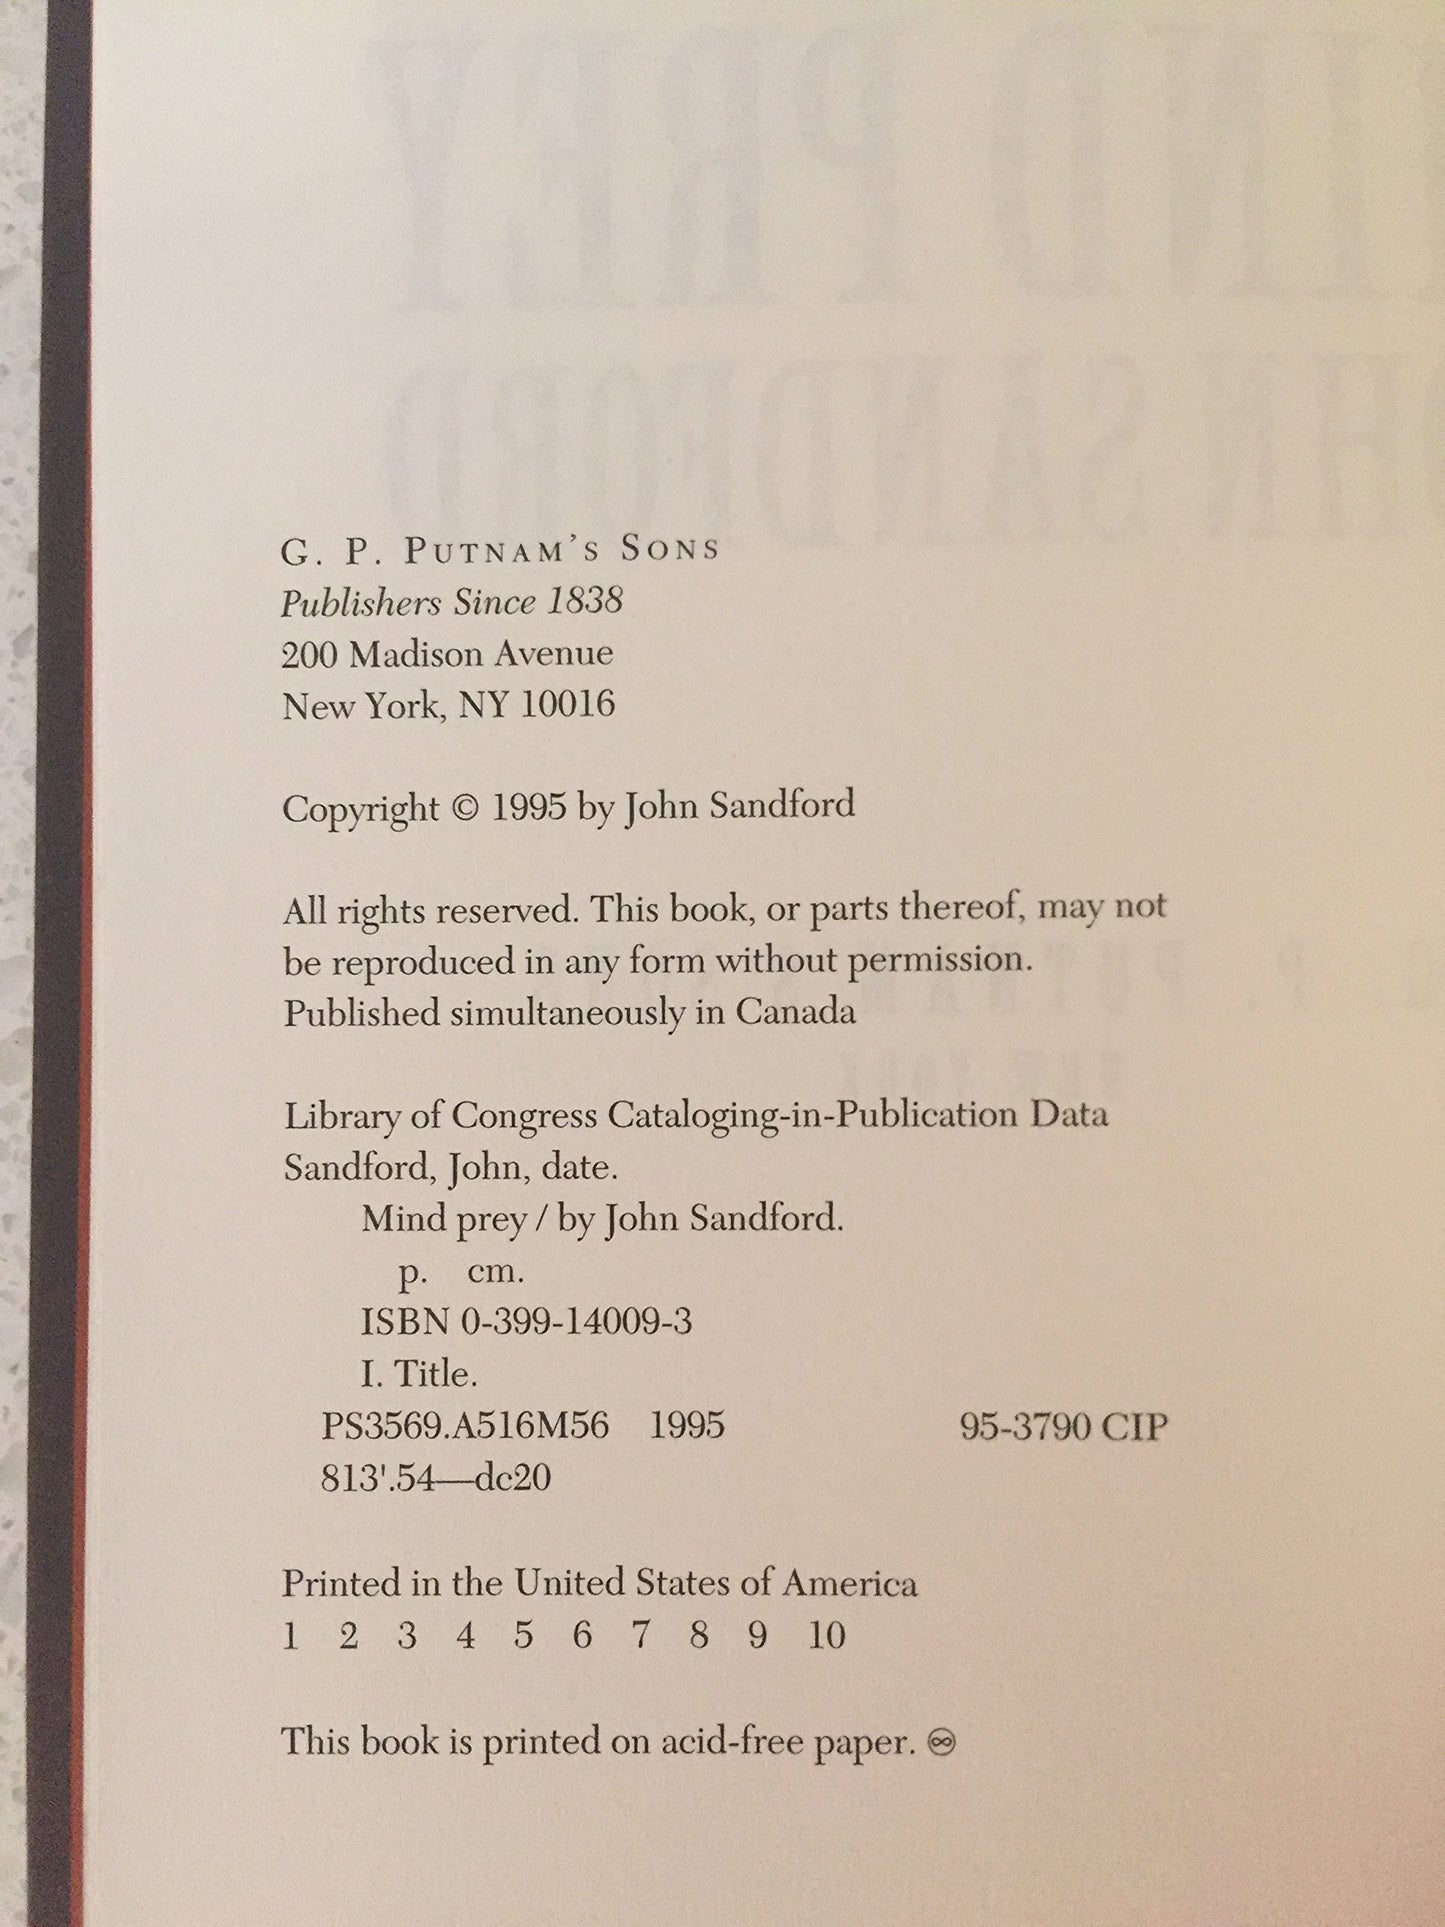 G. P. Putnam's Sons
Publishers Since 1838
200 Madison Avenue
New York, NY 10016
Copyright © 1995 by John Sandford
All rights reserved. This book, or parts thereof, may not
be reproduced in any form without permission.
Published simultaneously in Canada
Library of Congress Cataloging-in-Publication Data
Sandford, John, date.
Mind prey / by John Sandford.
p. cm.
ISBN 0-399-14009-3
I. Title.
PS3569.A516M56 1995 95-3790 CIP
813'.54—dc20
Printed in the United States of America
1 2 3 4 5 6 7 8 9 10
This book is printed on acid-free paper. ♾